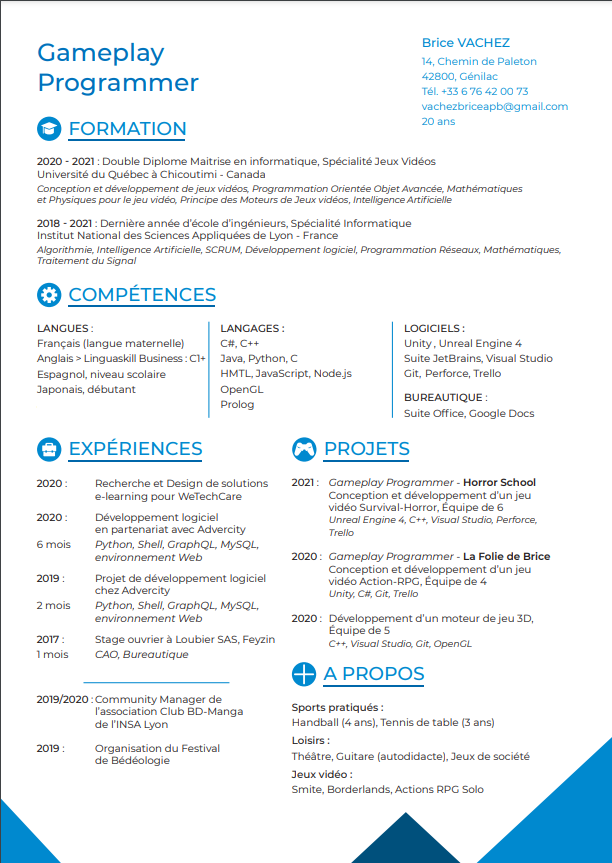 Gameplay
Programmer
Brice VACHEZ
14, Chemin de Paleton
42800, Génilac
Tél. +33 6 76 42 00 73
vachezbriceapb@gmail.com
20 ans
FORMATION
2020 - 2021 : Double Diplome Maitrise en informatique, Spécialité Jeux Vidéos
Université du Québec à Chicoutimi - Canada
Conception et développement de jeux vidéos, Programmation Orientée Objet Avancée, Mathématiques
et Physiques pour le jeu vidéo, Principe des Moteurs de Jeux vidéos, Intelligence Artificielle
2018 - 2021 : Dernière année d'école d'ingénieurs, Spécialité Informatique
Institut National des Sciences Appliquées de Lyon - France
Algorithmie, Intelligence Artificielle, SCRUM, Développement logiciel, Programmation Réseaux, Mathématiques,
Traitement du Signal
COMPÉTENCES
LANGUES :
Français (langue maternelle)
Anglais > Linguaskill Business : C1+
Espagnol, niveau scolaire
Japonais, débutant
LANGAGES :
C#, C++
Java, Python, C
HMTL, JavaScript, Node.js
OpenGL
Prolog
LOGICIELS :
Unity , Unreal Engine 4
Suite JetBrains, Visual Studio
Git, Perforce, Trello
BUREAUTIQUE :
Suite Office, Google Docs
EXPÉRIENCES
2020 : Recherche et Design de solutions
e-learning pour WeTechCare
2020 : Développement logiciel
en partenariat avec Advercity
6 mois Python, Shell, GraphQL, MySQL,
environnement Web
2019 : Projet de développement logiciel
chez Advercity
2 mois Python, Shell, GraphQL, MySQL,
environnement Web
2017 : Stage ouvrier à Loubier SAS, Feyzin
1 mois CAO, Bureautique
2019/2020 : Community Manager de
l'association Club BD-Manga
de l'INSA Lyon
2019 : Organisation du Festival
de Bédéologie
PROJETS
2021 : Gameplay Programmer - Horror School
Conception et développement d'un jeu
vidéo Survival-Horror, Équipe de 6
Unreal Engine 4, C++, Visual Studio, Perforce,
Trello
2020 : Gameplay Programmer - La Folie de Brice
Conception et développement d'un jeu
vidéo Action-RPG, Équipe de 4
Unity, C#, Git, Trello
2020 : Développement d'un moteur de jeu 3D,
Équipe de 5
C++, Visual Studio, Git, OpenGL
A PROPOS
Sports pratiqués :
Handball (4 ans), Tennis de table (3 ans)
Loisirs :
Théâtre, Guitare (autodidacte), Jeux de société
Jeux vidéo :
Smite, Borderlands, Actions RPG Solo